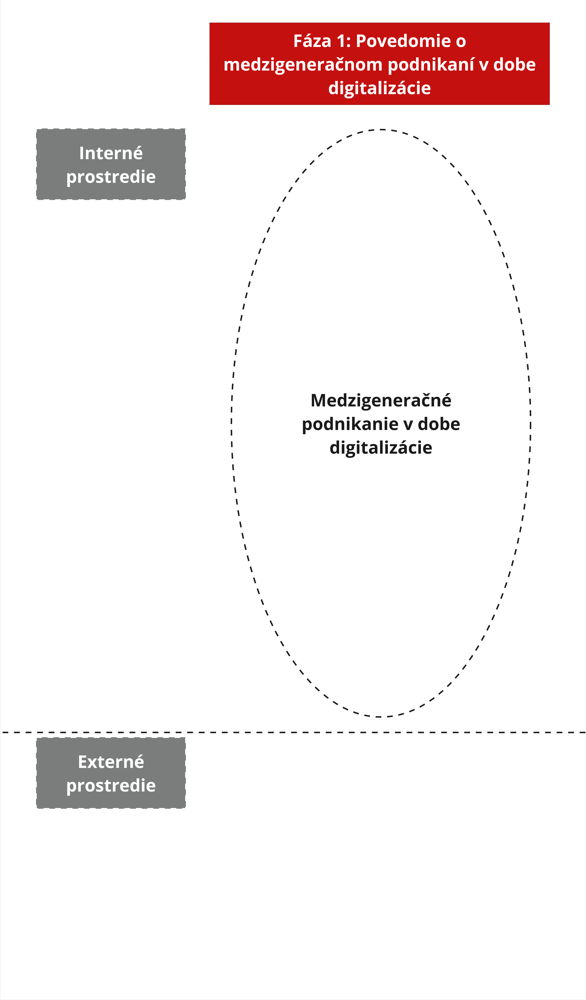 Fáza 1: Povedomie o
medzigeneračnom podnikaní v dobe
digitalizácie
Interné
prostredie
Medzigeneračné
podnikanie v dobe
digitalizácie
Externé
prostredie